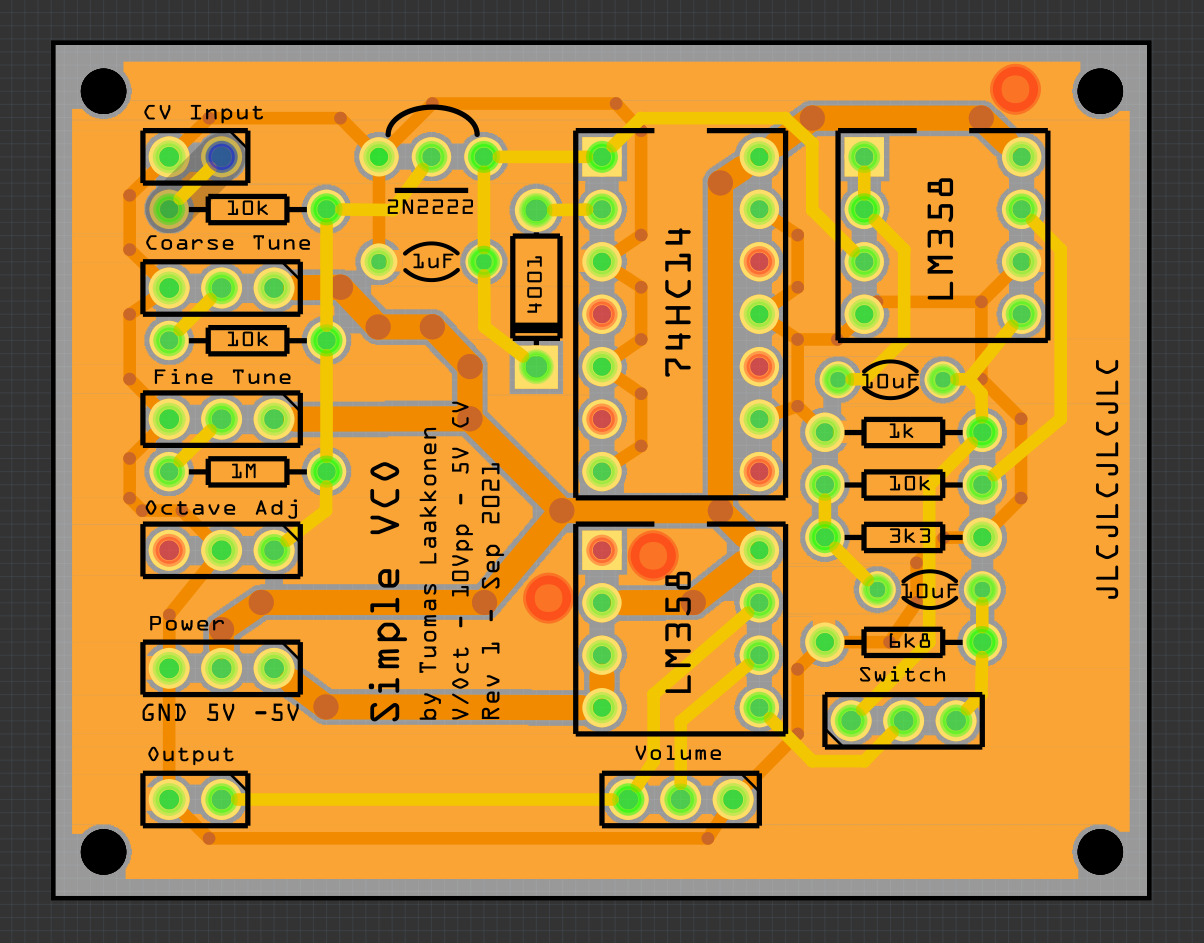 CV Input
10k
Coarse Tune
10k
Fine Tune
1M
Octave Adj
Power
GND 5V -5V
Output
2N2222
1uF
4001
74HC14
LM358
10uF
1k
10k
3k3
10uF
6k8
Switch
LM358
Volume
Simple VCO
by Tuomas Laakkonen
V/Oct - 10Vpp - 5V CV
Rev 1 - Sep 2021
JLCJLCJLCJLC